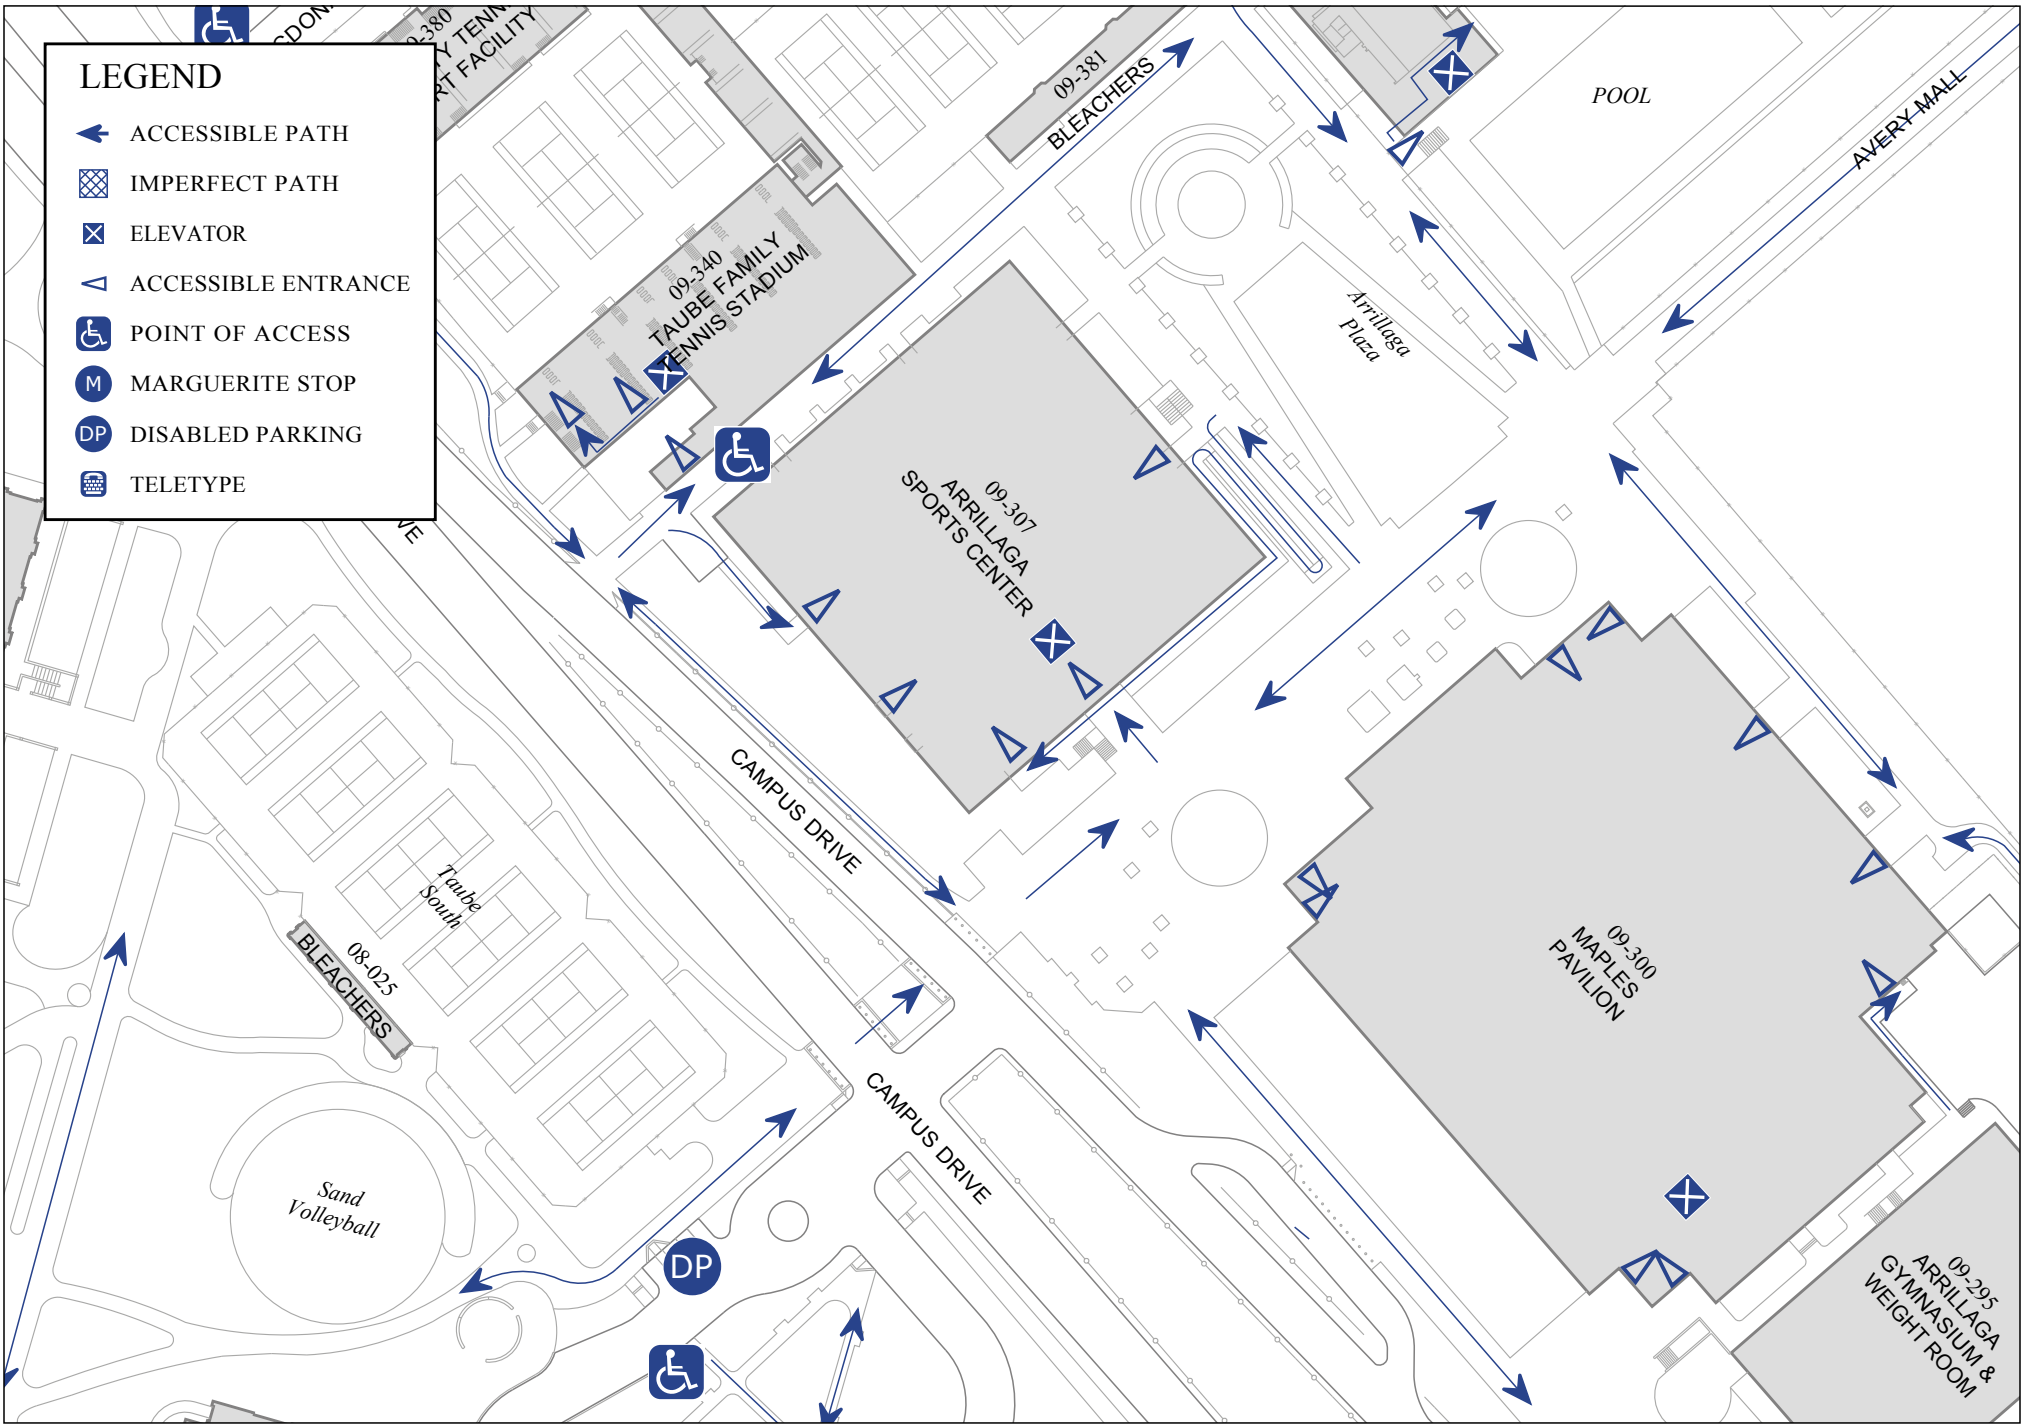 LEGEND
ACCESSIBLE PATH
IMPERFECT PATH
ELEVATOR
ACCESSIBLE ENTRANCE
POINT OF ACCESS
M MARGUERITE STOP
DP DISABLED PARKING
TELETYPE
09-381
BLEACHERS
POOL
AVERY MALL
09-340
TAUBE FAMILY
TENNIS STADIUM
Arrillaga
Plaza
09-307
ARRILLAGA
SPORTS CENTER
CAMPUS DRIVE
Taube
South
08-025
BLEACHERS
09-300
MAPLES
PAVILION
CAMPUS DRIVE
Sand
Volleyball
DP
09-295
ARRILLAGA
GYMNASIUM &
WEIGHT ROOM